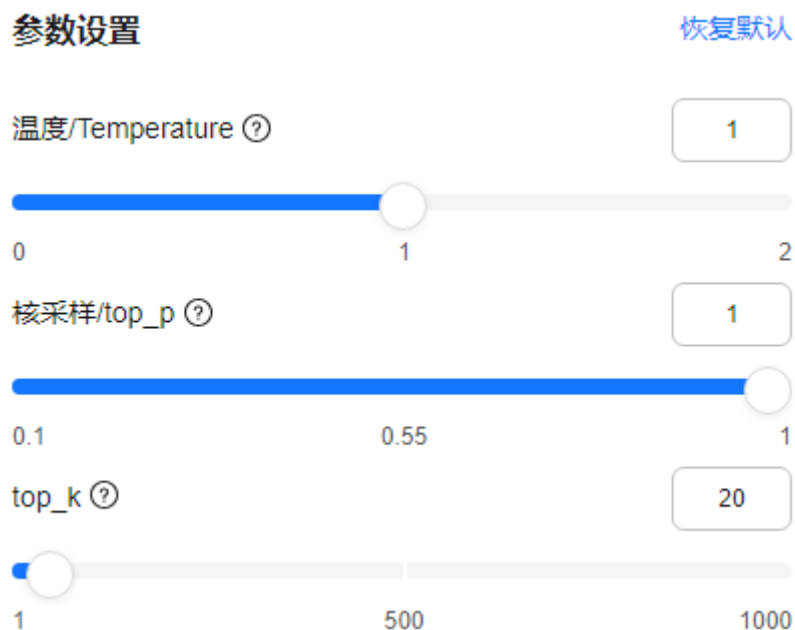 参数设置 恢复默认
温度/Temperature ? 1
0 1 2
核采样/top_p ? 1
0.1 0.55 1
top_k ? 20
1 500 1000